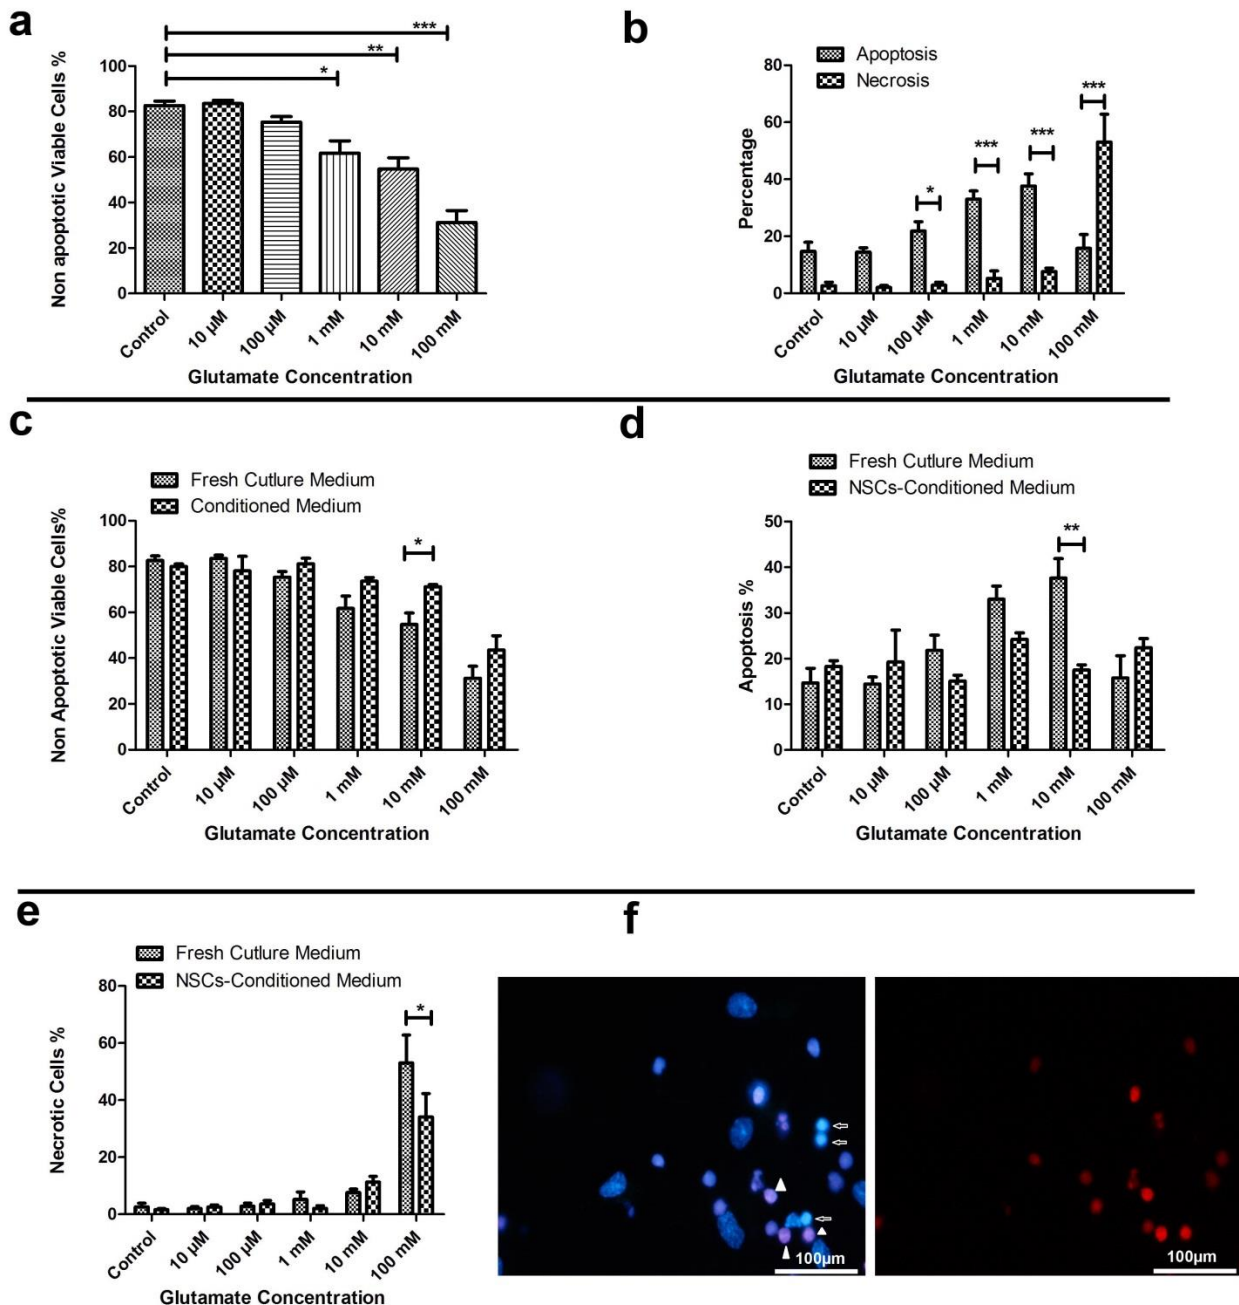 a
***
**
*
Non apoptotic Viable Cells %
100
80
60
40
20
0
Control
10 µM
100 µM
1 mM
10 mM
100 mM
Glutamate Concentration
b
Apoptosis
Necrosis
Percentage
80
60
40
20
0
*
***
***
***
Control
10 µM
100 µM
1 mM
10 mM
100 mM
Glutamate Concentration
c
Fresh Cutlure Medium
Conditioned Medium
Non Apoptotic Viable Cells%
100
80
60
40
20
0
*
Control
10 µM
100 µM
1 mM
10 mM
100 mM
Glutamate Concentration
d
Fresh Cutlure Medium
NSCs-Conditioned Medium
Apoptosis %
50
40
30
20
10
0
**
Control
10 µM
100 µM
1 mM
10 mM
100 mM
Glutamate Concentration
e
Fresh Cutlure Medium
NSCs-Conditioned Medium
Necrotic Cells %
80
60
40
20
0
*
Control
10 µM
100 µM
1 mM
10 mM
100 mM
Glutamate Concentration
f
100µm
100µm